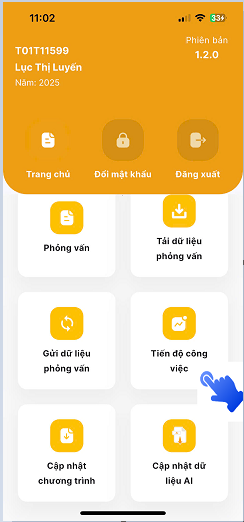 11:02
33
T01T11599
Phiên bản
Lục Thị Luyến
1.2.0
Năm: 2025
Trang chủ
Đổi mật khẩu
Đăng xuất
Phỏng vấn
Tải dữ liệu
phỏng vấn
Gửi dữ liệu
phỏng vấn
Tiến độ công
việc
Cập nhật
chương trình
Cập nhật dữ
liệu AI